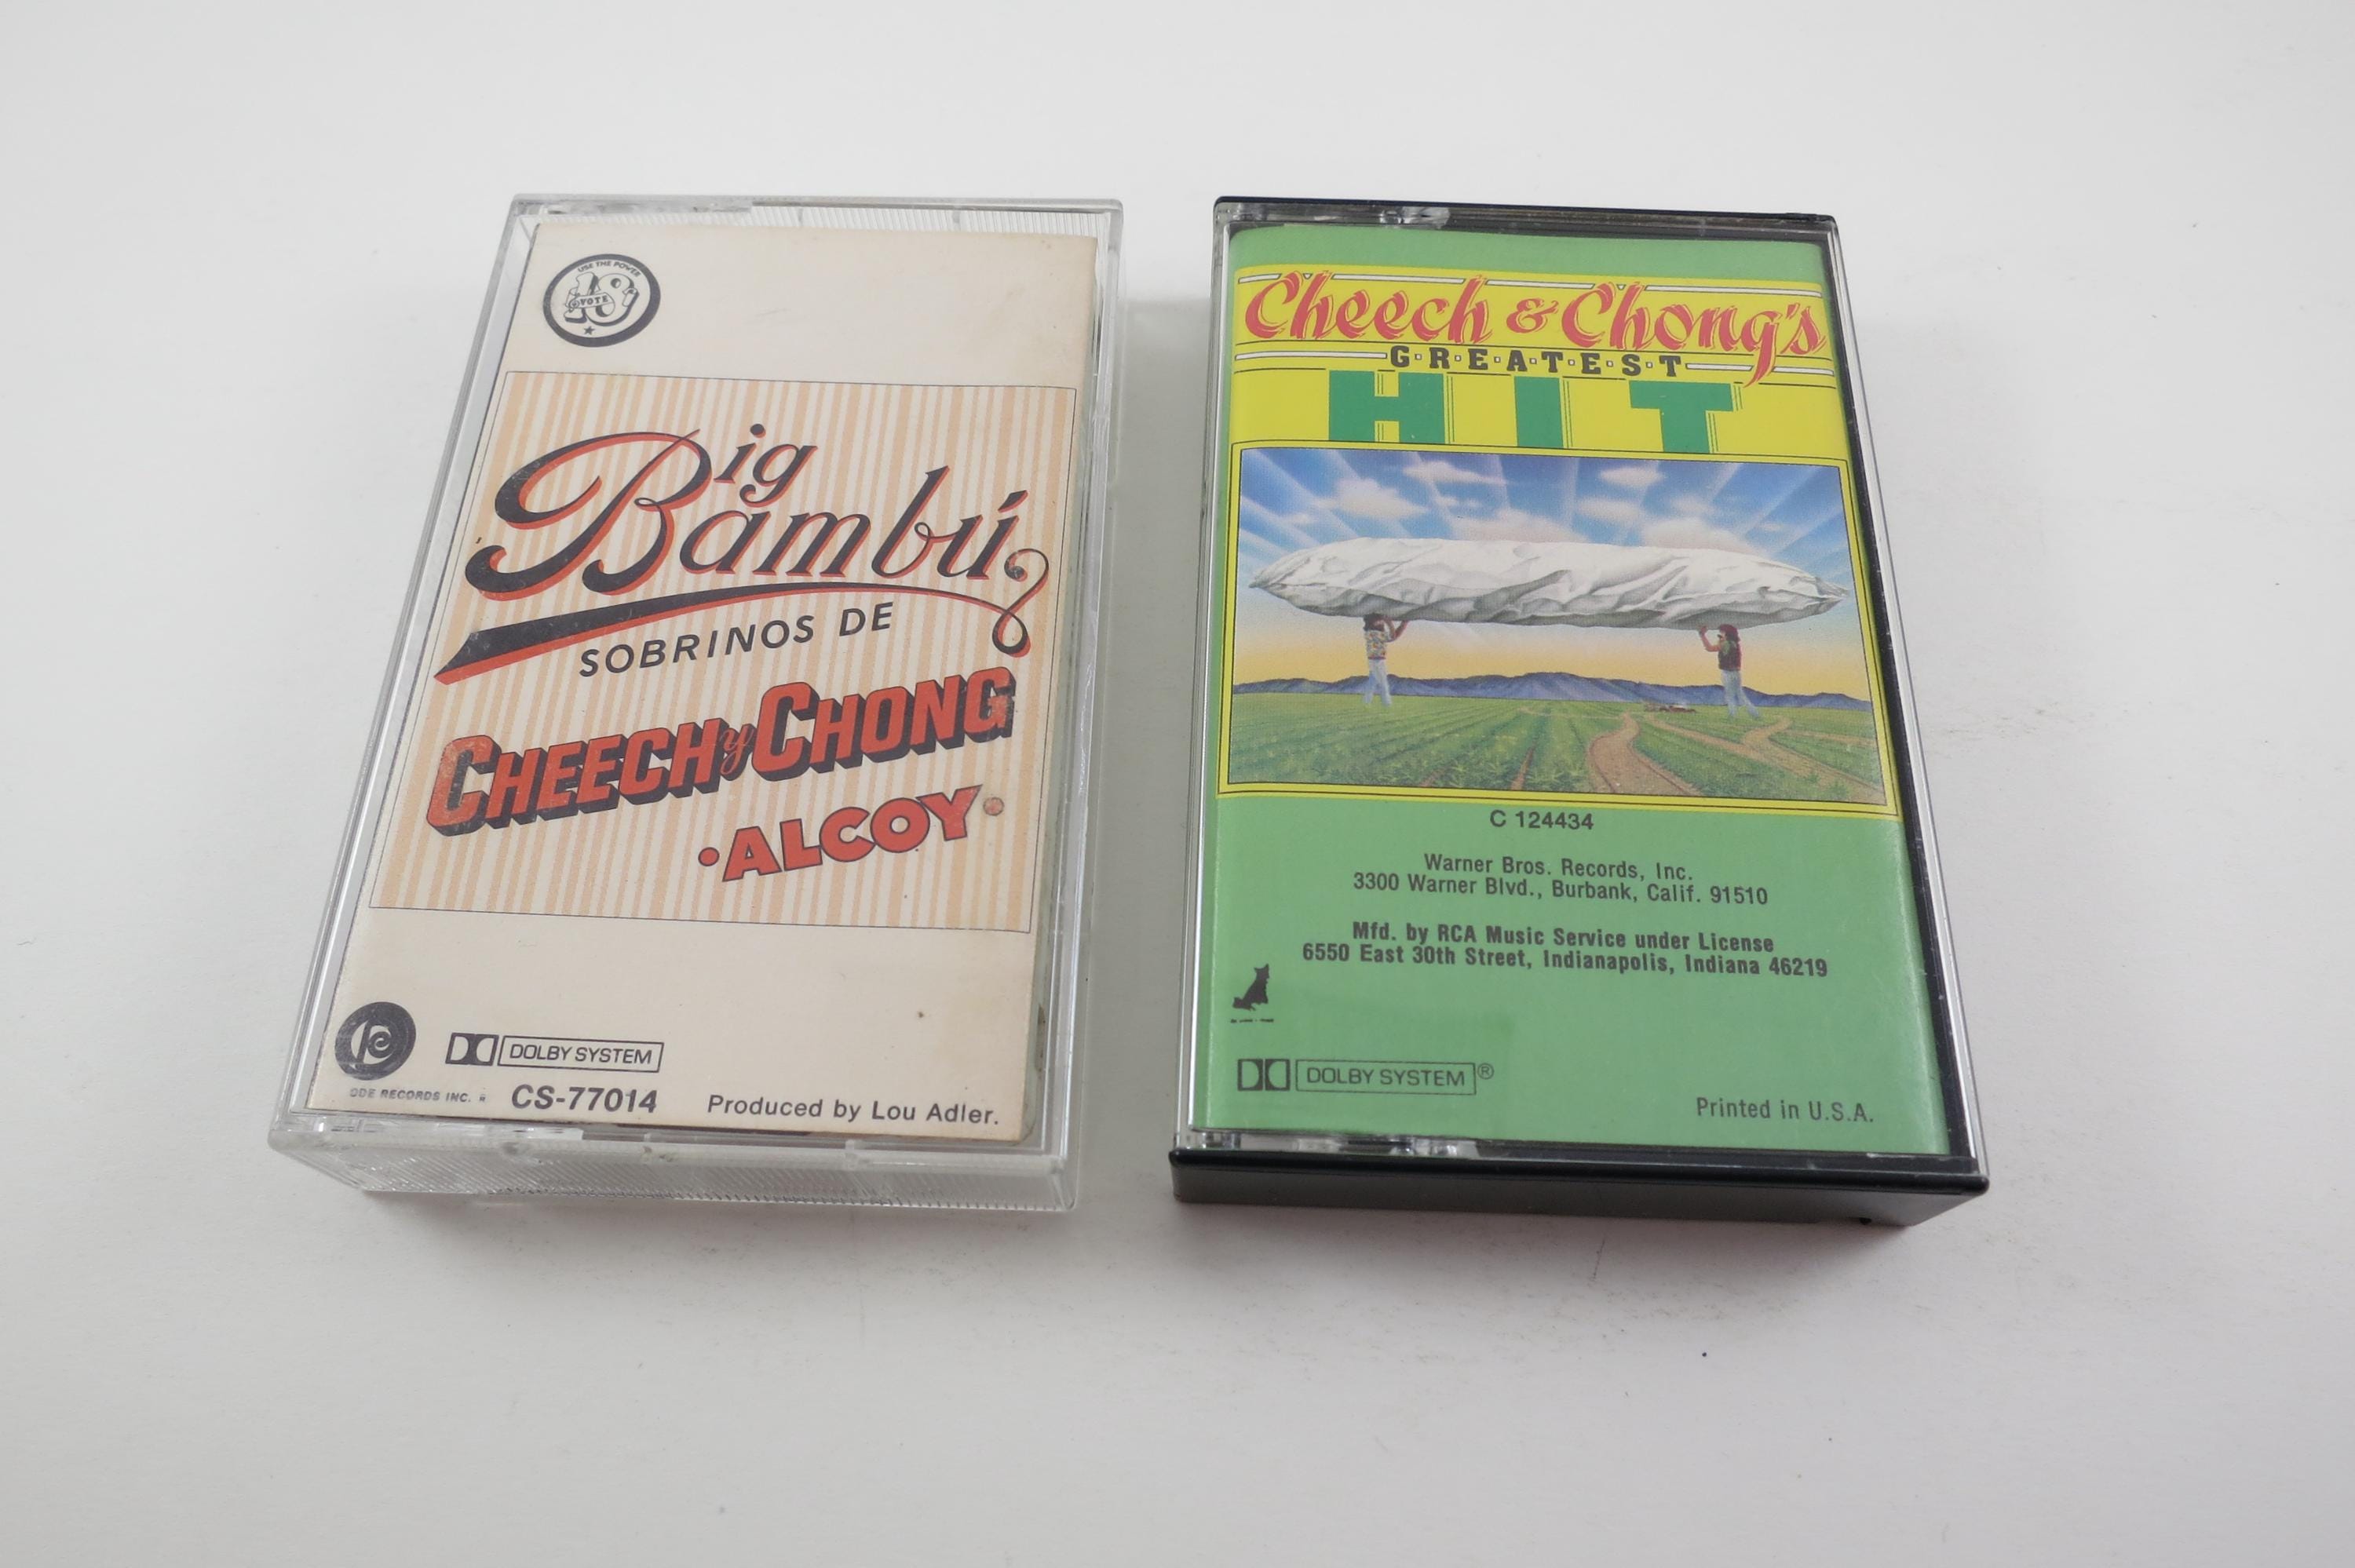 USE THE POWER
18
VOTE
Big
Bambú
SOBRINOS DE
CHEECH y CHONG
•ALCOY•
DOLBY SYSTEM
ODE RECORDS INC.
CS-77014
Produced by Lou Adler.
Cheech & Chong's
G•R•E•A•T•E•S•T
HIT
C 124434
Warner Bros. Records, Inc.
3300 Warner Blvd., Burbank, Calif. 91510
Mfd. by RCA Music Service under License
6550 East 30th Street, Indianapolis, Indiana 46219
DOLBY SYSTEM®
Printed in U.S.A.